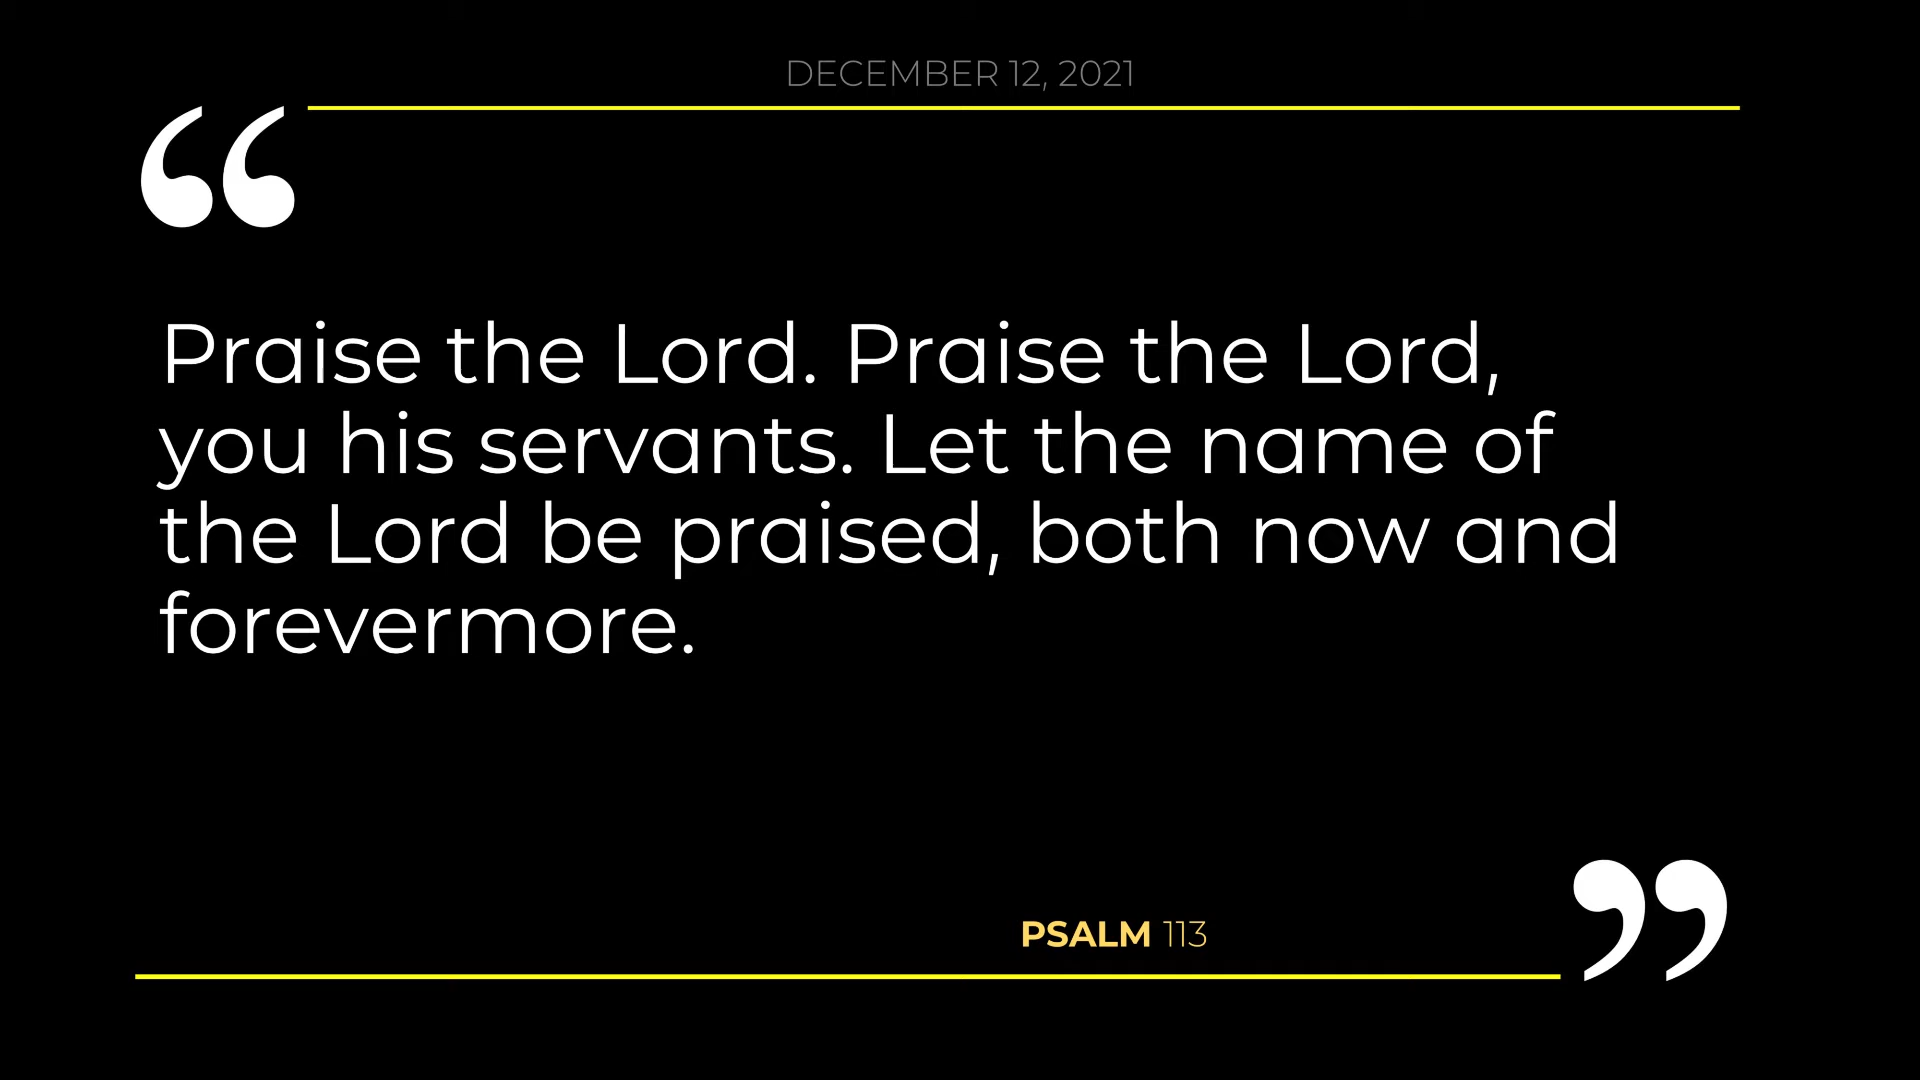 DECEMBER 12, 2021
“
Praise the Lord. Praise the Lord,
you his servants. Let the name of
the Lord be praised, both now and
forevermore.
”
PSALM 113